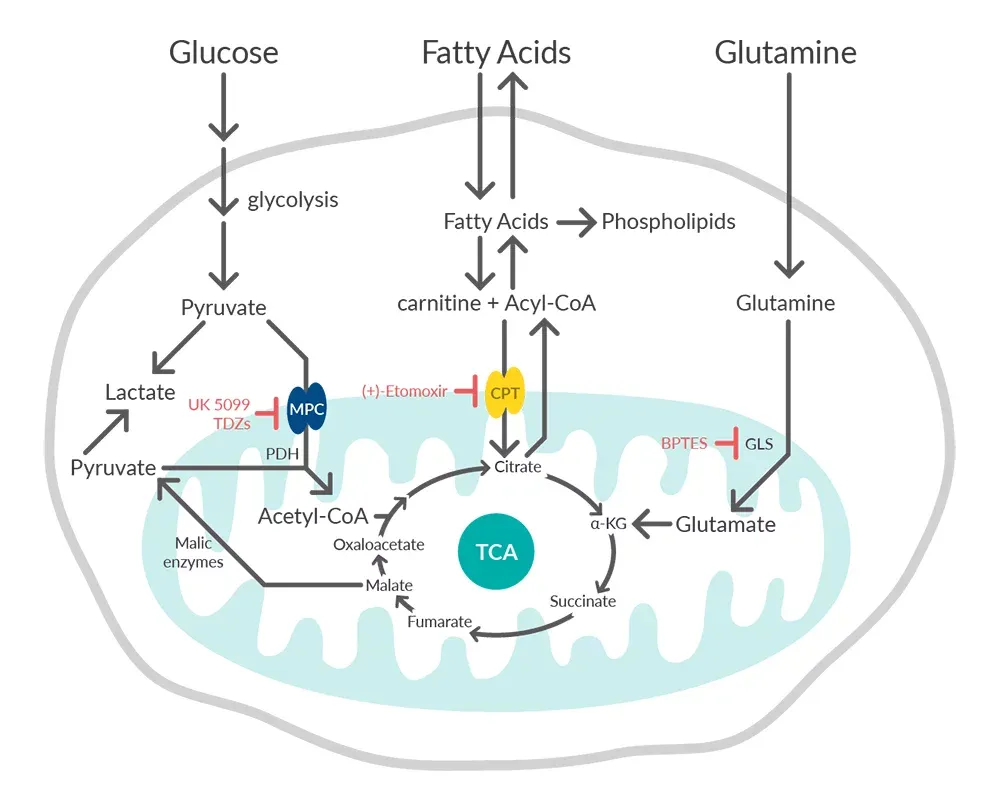 Glucose
Fatty Acids
Glutamine
glycolysis
Fatty Acids
Phospholipids
Pyruvate
carnitine + Acyl-CoA
Glutamine
Lactate
UK 5099
TDZs
MPC
(+)-Etomoxir
CPT
BPTES
GLS
PDH
Pyruvate
Citrate
Acetyl-CoA
α-KG
Glutamate
Oxaloacetate
TCA
Malic
enzymes
Malate
Succinate
Fumarate